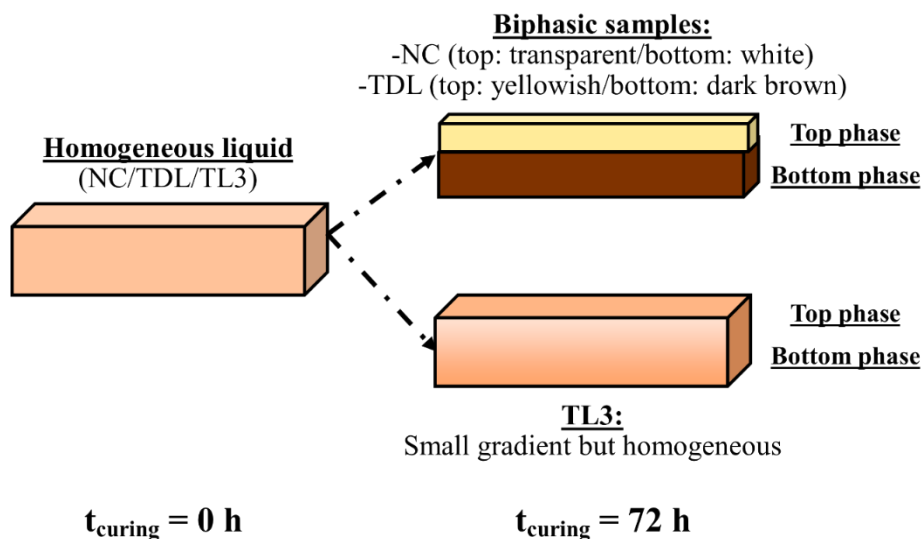 Biphasic samples:
-NC (top: transparent/bottom: white)
-TDL (top: yellowish/bottom: dark brown)
Homogeneous liquid
(NC/TDL/TL3)
Top phase
Bottom phase
Top phase
Bottom phase
TL3:
Small gradient but homogeneous
tcuring = 0 h
tcuring = 72 h